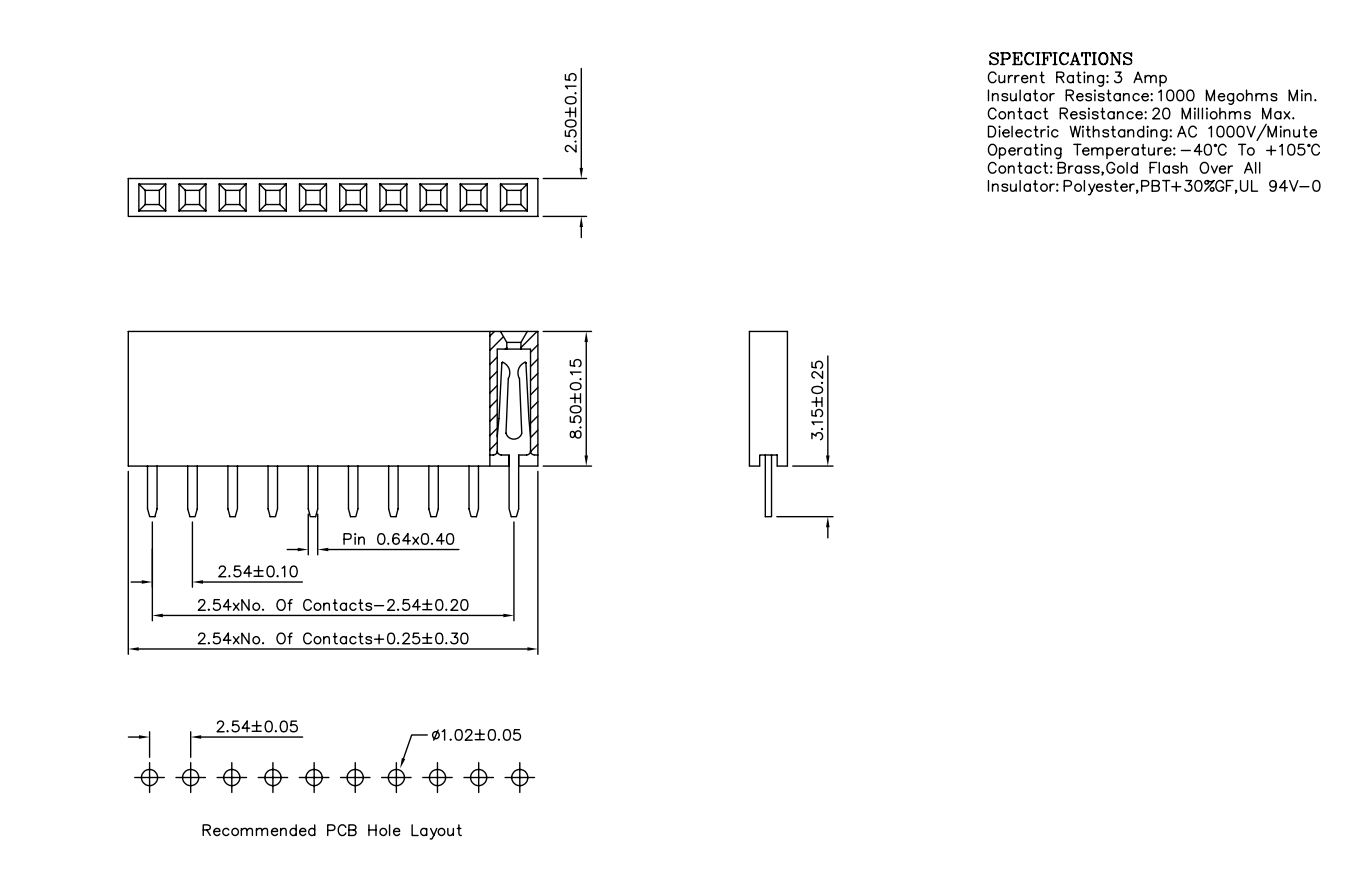 SPECIFICATIONS
Current Rating:3 Amp
Insulator Resistance:1000 Megohms Min.
Contact Resistance:20 Milliohms Max.
Dielectric Withstanding:AC 1000V/Minute
Operating Temperature:−40°C To +105°C
Contact:Brass,Gold Flash Over All
Insulator:Polyester,PBT+30%GF,UL 94V−0
2.50±0.15
8.50±0.15
3.15±0.25
Pin 0.64x0.40
2.54±0.10
2.54xNo. Of Contacts−2.54±0.20
2.54xNo. Of Contacts+0.25±0.30
2.54±0.05
ø1.02±0.05
Recommended PCB Hole Layout